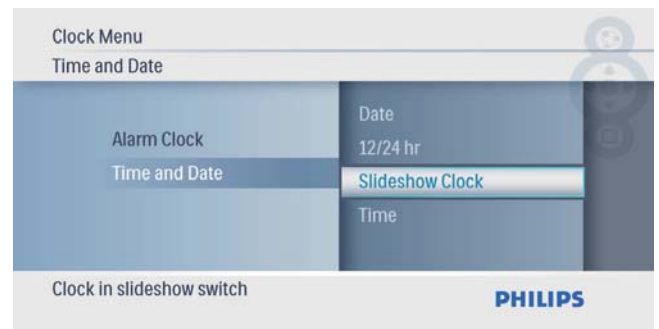 Clock Menu
Time and Date
Alarm Clock
Time and Date
Date
12/24 hr
Slideshow Clock
Time
Clock in slideshow switch
PHILIPS